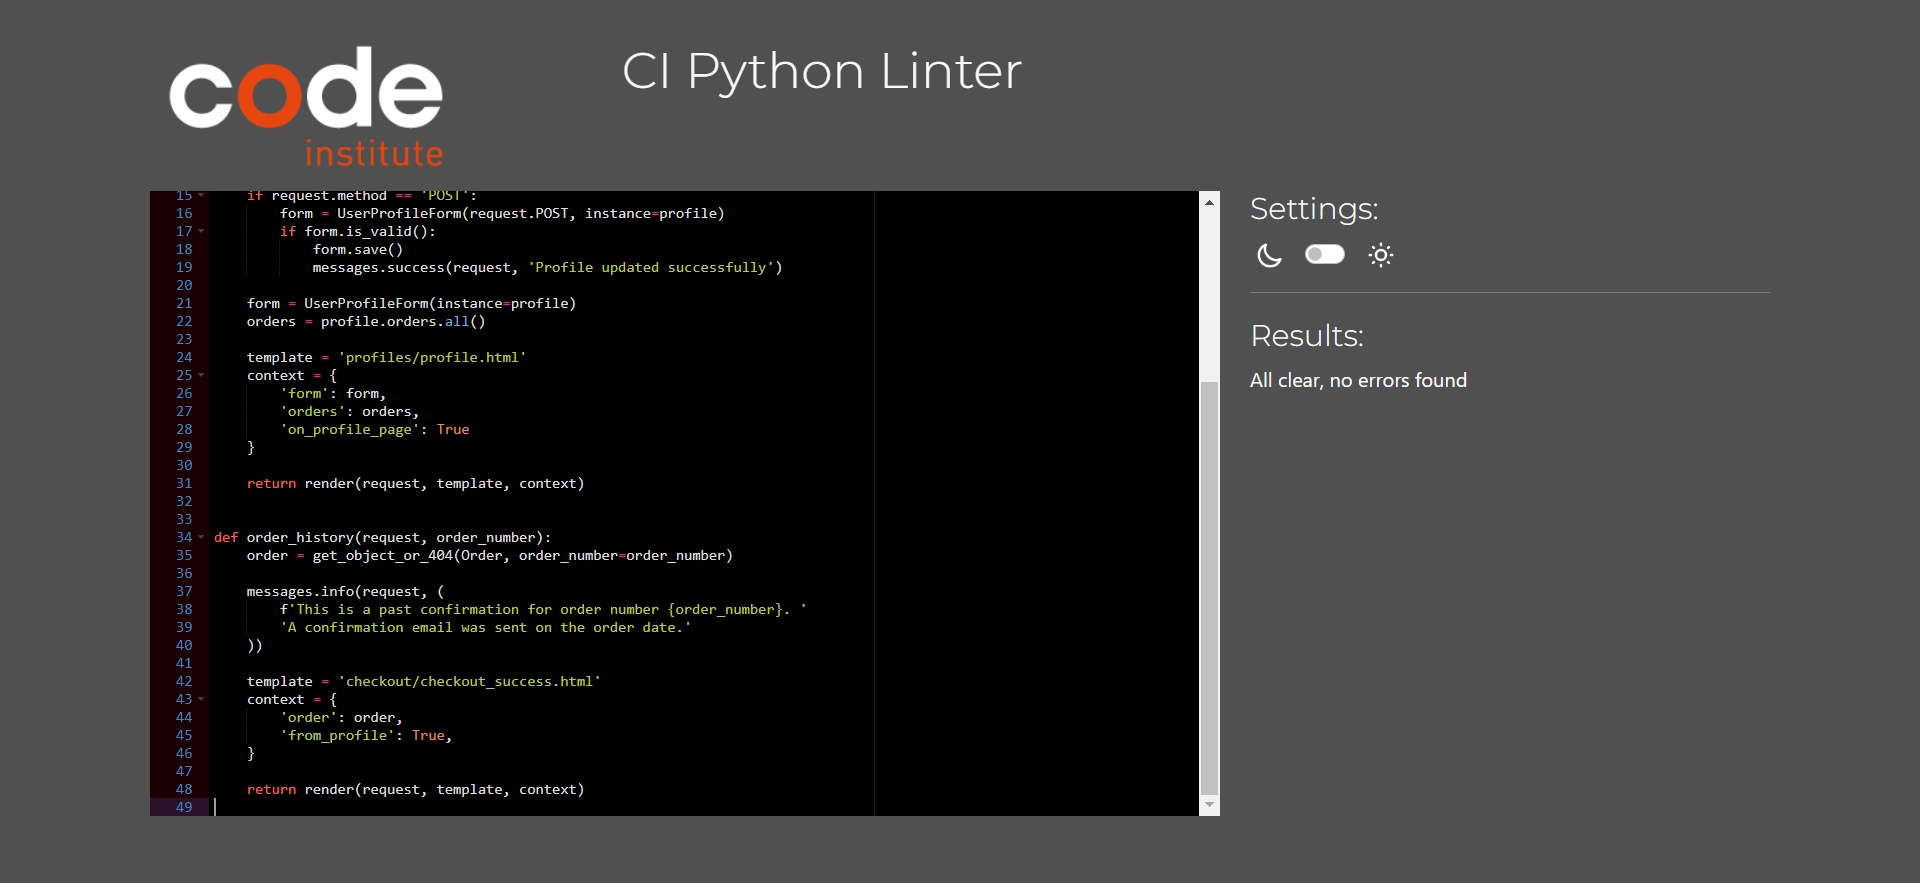 code
institute
CI Python Linter
15 if request.method == 'POST':
16 form = UserProfileForm(request.POST, instance=profile)
17 if form.is_valid():
18 form.save()
19 messages.success(request, 'Profile updated successfully')
20
21 form = UserProfileForm(instance=profile)
22 orders = profile.orders.all()
23
24 template = 'profiles/profile.html'
25 context = {
26 'form': form,
27 'orders': orders,
28 'on_profile_page': True
29 }
30
31 return render(request, template, context)
32
33
34 def order_history(request, order_number):
35 order = get_object_or_404(Order, order_number=order_number)
36
37 messages.info(request, (
38 f'This is a past confirmation for order number {order_number}. '
39 'A confirmation email was sent on the order date.'
40 ))
41
42 template = 'checkout/checkout_success.html'
43 context = {
44 'order': order,
45 'from_profile': True,
46 }
47
48 return render(request, template, context)
49
Settings:
Results:
All clear, no errors found